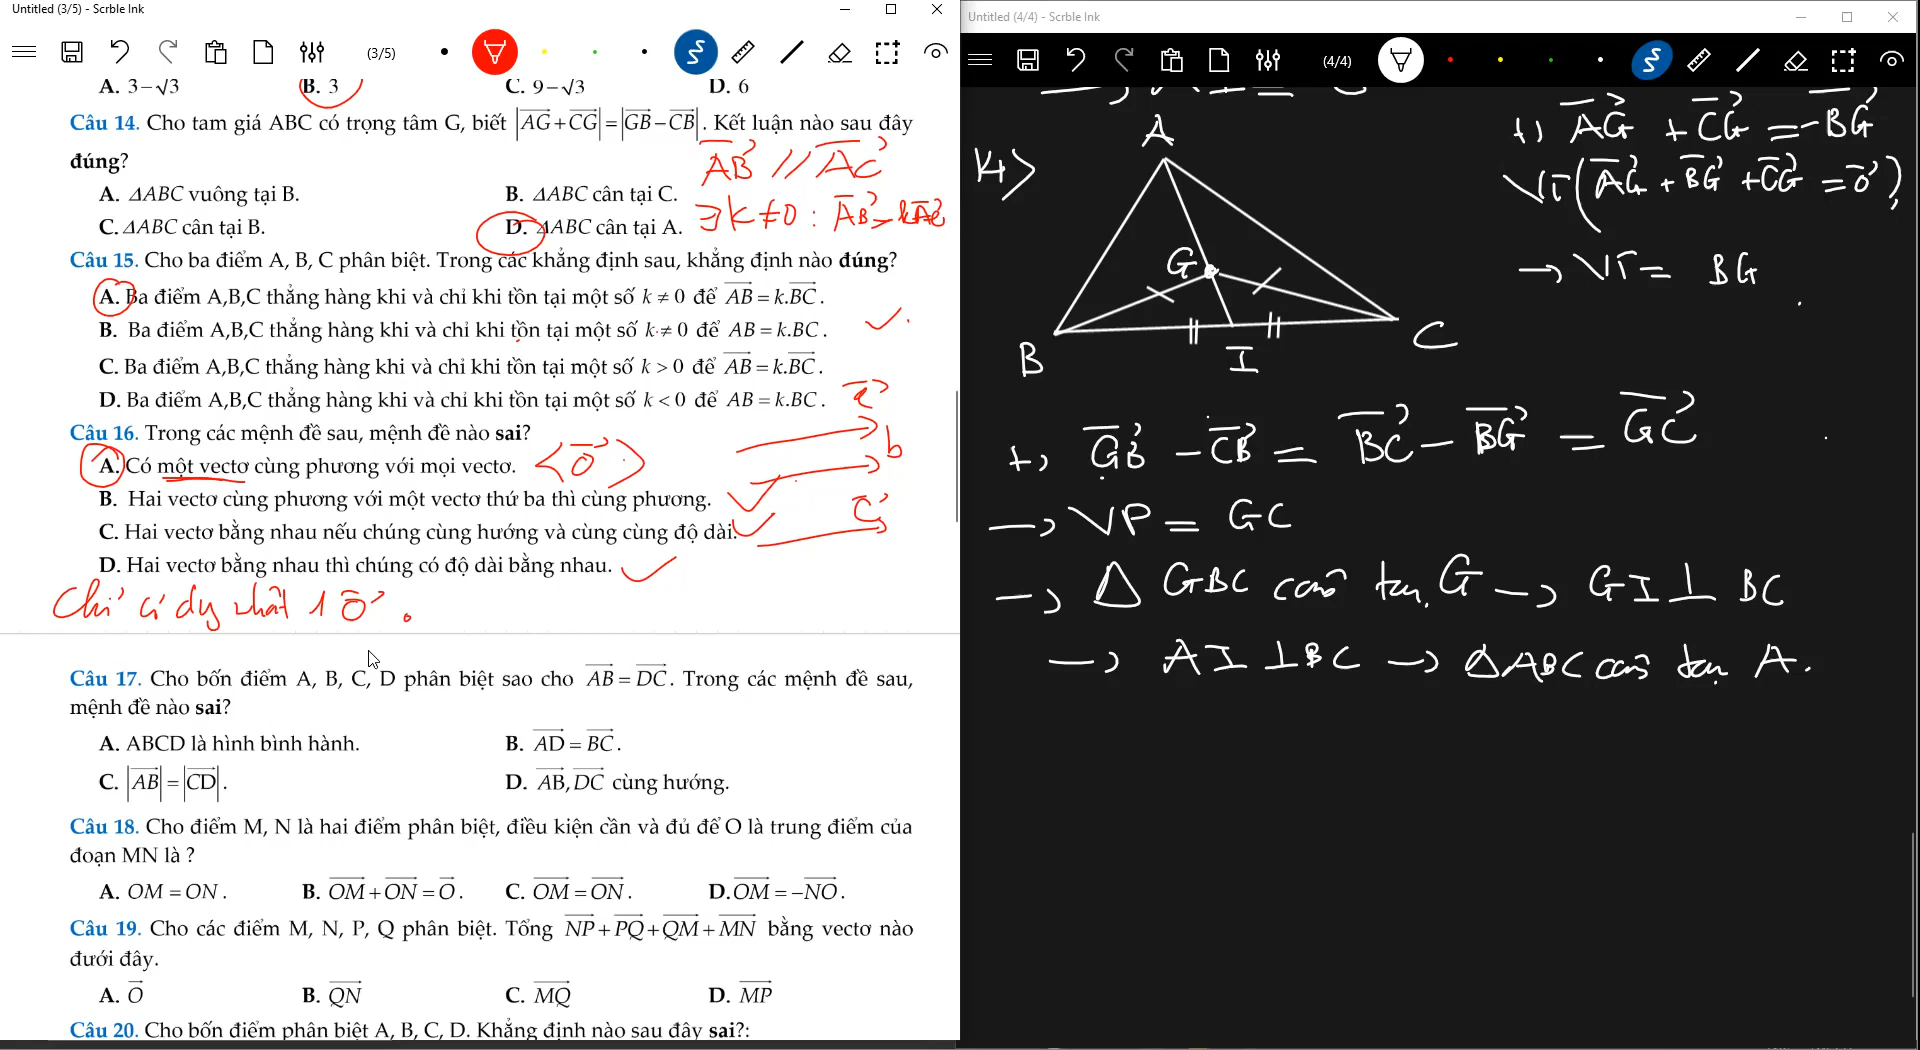 Untitled (3/5) - Scrble Ink
(3/5)
A. 3−√3 B. 3 C. 9−√3 D. 6
Câu 14. Cho tam giá ABC có trọng tâm G, biết |AG+CG|=|GB−CB|. Kết luận nào sau đây
đúng?
AB // AC
A. ΔABC vuông tại B. B. ΔABC cân tại C.
∃ k ≠ 0 : AB = kAC
C. ΔABC cân tại B. D. ΔABC cân tại A.
Câu 15. Cho ba điểm A, B, C phân biệt. Trong các khẳng định sau, khẳng định nào đúng?
A. Ba điểm A,B,C thẳng hàng khi và chỉ khi tồn tại một số k ≠ 0 để AB = k.BC.
B. Ba điểm A,B,C thẳng hàng khi và chỉ khi tồn tại một số k ≠ 0 để AB = k.BC.
C. Ba điểm A,B,C thẳng hàng khi và chỉ khi tồn tại một số k > 0 để AB = k.BC.
D. Ba điểm A,B,C thẳng hàng khi và chỉ khi tồn tại một số k < 0 để AB = k.BC.
a
Câu 16. Trong các mệnh đề sau, mệnh đề nào sai?
b
A. Có một vectơ cùng phương với mọi vectơ. <0>
B. Hai vectơ cùng phương với một vectơ thứ ba thì cùng phương.
c
C. Hai vectơ bằng nhau nếu chúng cùng hướng và cùng cùng độ dài.
D. Hai vectơ bằng nhau thì chúng có độ dài bằng nhau.
Chỉ có duy nhất 1 0.
Câu 17. Cho bốn điểm A, B, C, D phân biệt sao cho AB = DC. Trong các mệnh đề sau,
mệnh đề nào sai?
A. ABCD là hình bình hành. B. AD = BC.
C. |AB| = |CD|. D. AB, DC cùng hướng.
Câu 18. Cho điểm M, N là hai điểm phân biệt, điều kiện cần và đủ để O là trung điểm của
đoạn MN là ?
A. OM = ON. B. OM + ON = O. C. OM = ON. D. OM = −NO.
Câu 19. Cho các điểm M, N, P, Q phân biệt. Tổng NP + PQ + QM + MN bằng vectơ nào
dưới đây.
A. O B. QN C. MQ D. MP
Câu 20. Cho bốn điểm phân biệt A, B, C, D. Khẳng định nào sau đây sai?:
Untitled (4/4) - Scrble Ink
(4/4)
+, AG + CG = −BG
VT (AG + BG + CG = 0)
→ VT = BG
14>
A
G
B
I
C
+, GB − CB = BC − BG = GC
→ VP = GC
→ Δ GBC cân tại G → GI ⊥ BC
→ AI ⊥ BC → ΔABC cân tại A.